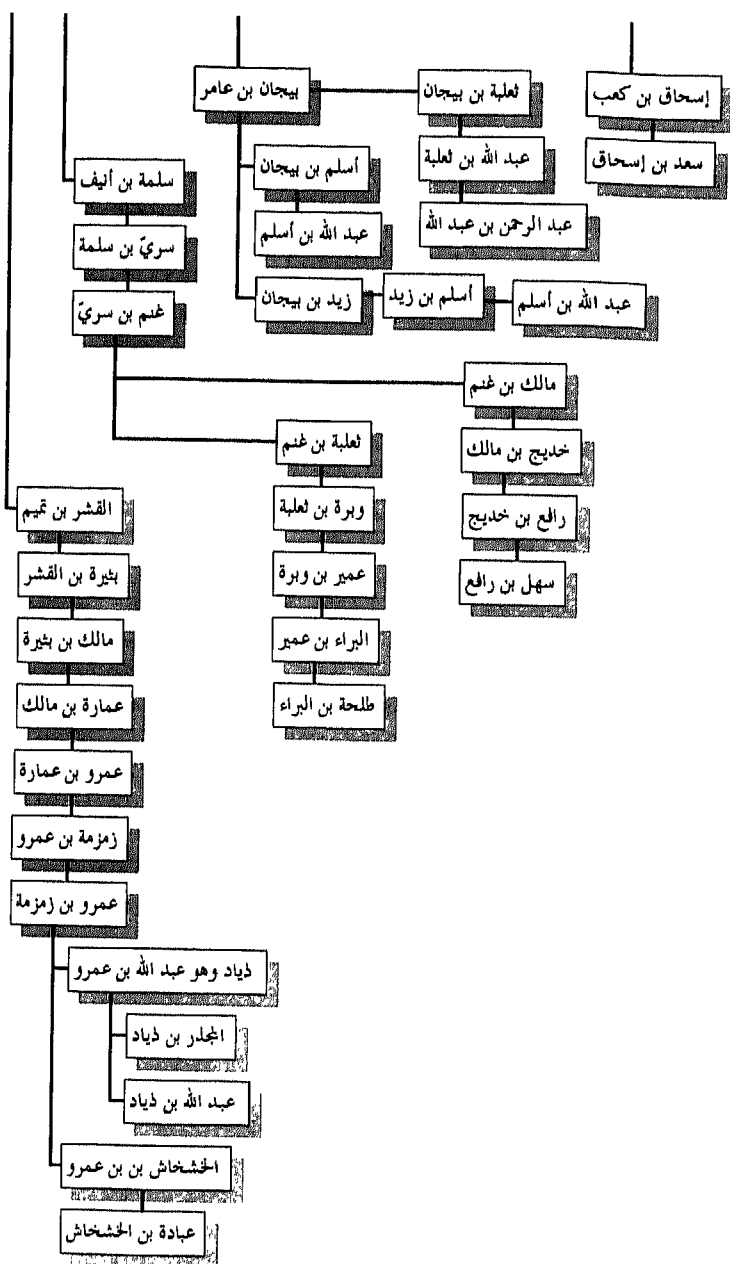 إسحاق بن كعب
سعد بن إسحاق
ثعلبة بن بيجان
عبد الله بن ثعلبة
عبد الرحمن بن عبد الله
بيجان بن عامر
أسلم بن بيجان
عبد الله بن أسلم
زيد بن بيجان
أسلم بن زيد
عبد الله بن أسلم
سلمة بن أنيف
سريّ بن سلمة
غنم بن سريّ
مالك بن غنم
خديج بن مالك
رافع بن خديج
سهل بن رافع
ثعلبة بن غنم
وبرة بن ثعلبة
عمير بن وبرة
البراء بن عمير
طلحة بن البراء
القشر بن تميم
بثيرة بن القشر
مالك بن بثيرة
عمارة بن مالك
عمرو بن عمارة
زمزمة بن عمرو
عمرو بن زمزمة
ذياد وهو عبد الله بن عمرو
المجذر بن ذياد
عبد الله بن ذياد
الخشخاش بن بن عمرو
عبادة بن الخشخاش